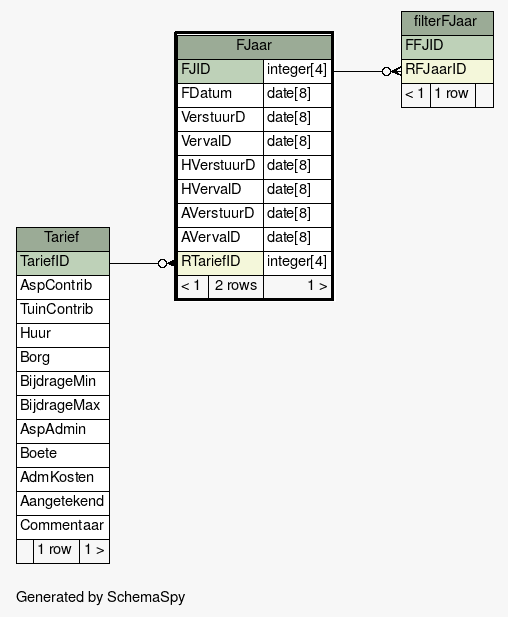 FJaar
FJID integer[4]
FDatum date[8]
VerstuurD date[8]
VervalD date[8]
HVerstuurD date[8]
HVervalD date[8]
AVerstuurD date[8]
AVervalD date[8]
RTariefID integer[4]
< 1 2 rows 1 >
filterFJaar
FFJID
RFJaarID
< 1 1 row
Tarief
TariefID
AspContrib
TuinContrib
Huur
Borg
BijdrageMin
BijdrageMax
AspAdmin
Boete
AdmKosten
Aangetekend
Commentaar
1 row 1 >
Generated by SchemaSpy